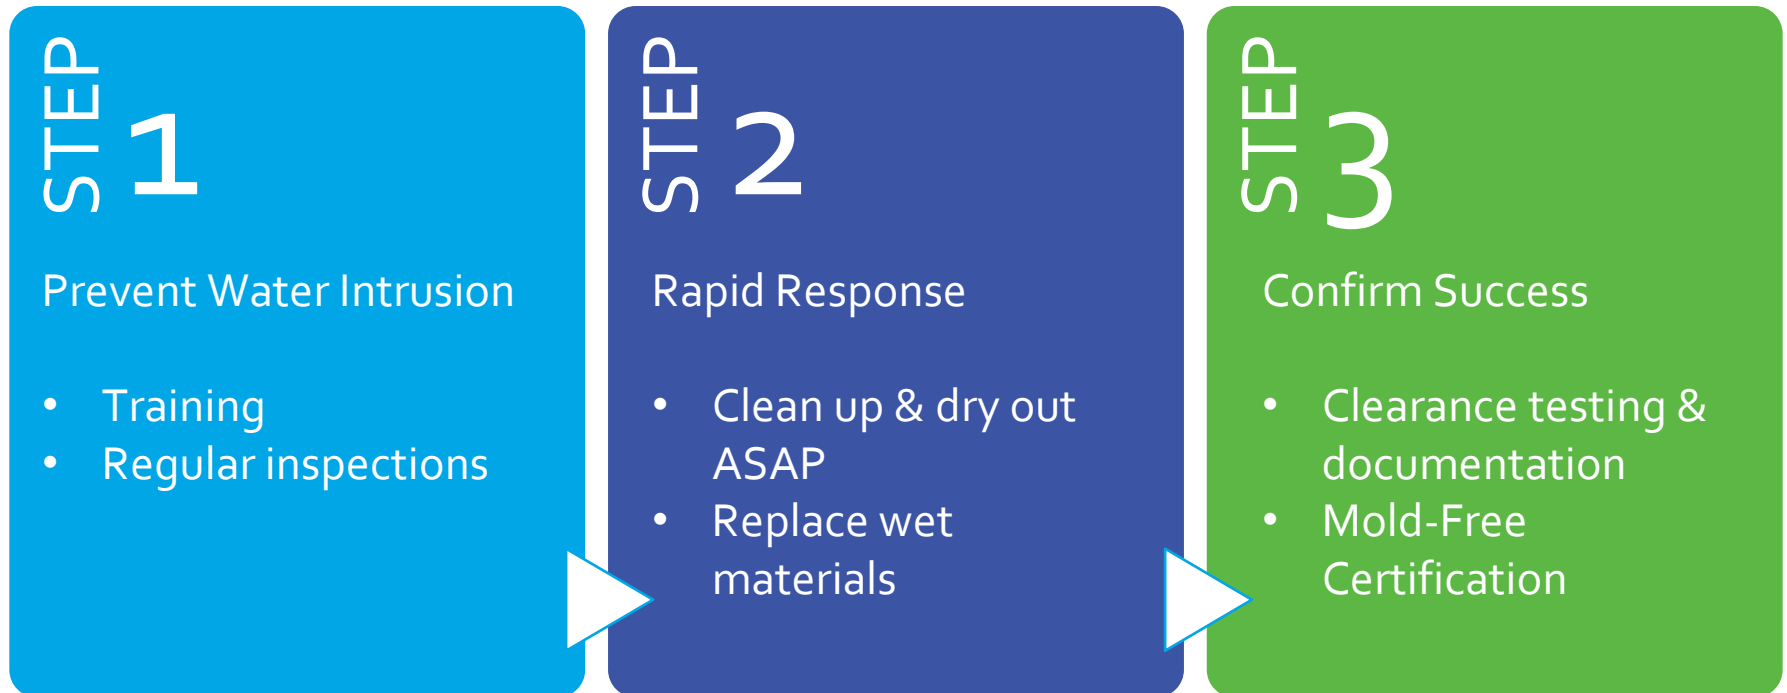 STEP 1
Prevent Water Intrusion
• Training
• Regular inspections
STEP 2
Rapid Response
• Clean up & dry out
ASAP
• Replace wet
materials
STEP 3
Confirm Success
• Clearance testing &
documentation
• Mold-Free
Certification